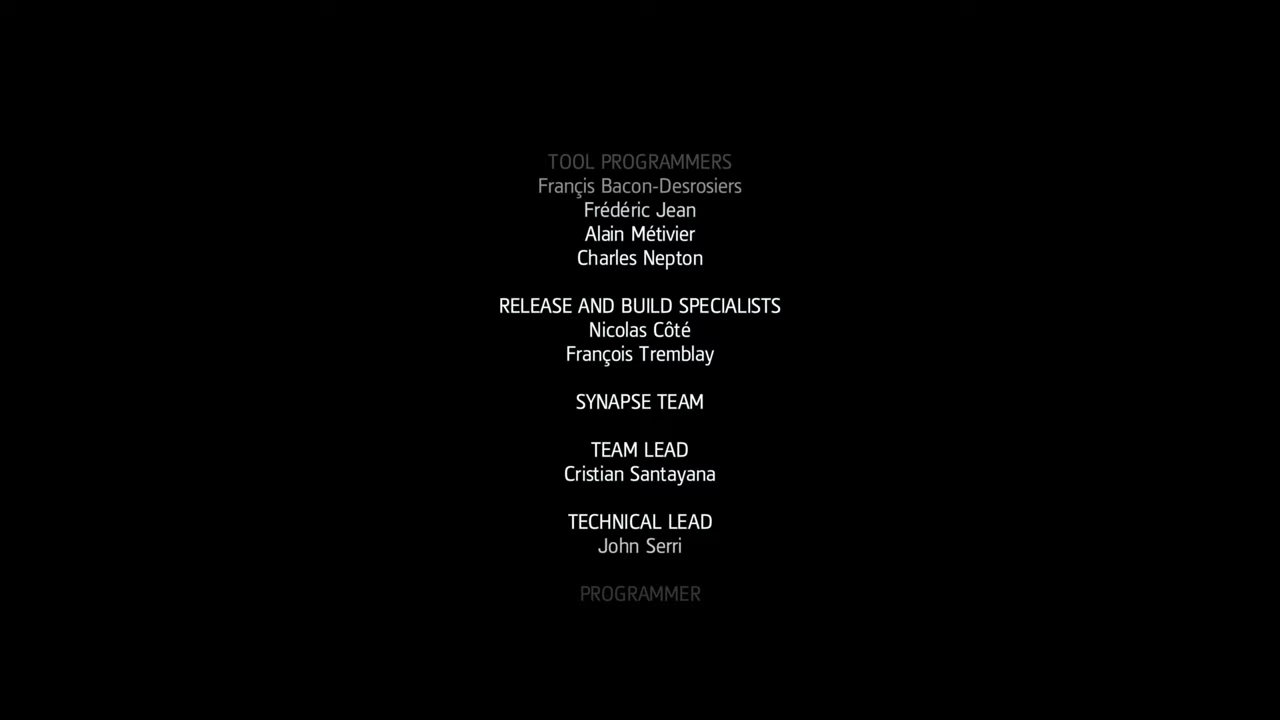 TOOL PROGRAMMERS
Françis Bacon-Desrosiers
Frédéric Jean
Alain Métivier
Charles Nepton
RELEASE AND BUILD SPECIALISTS
Nicolas Côté
François Tremblay
SYNAPSE TEAM
TEAM LEAD
Cristian Santayana
TECHNICAL LEAD
John Serri
PROGRAMMER